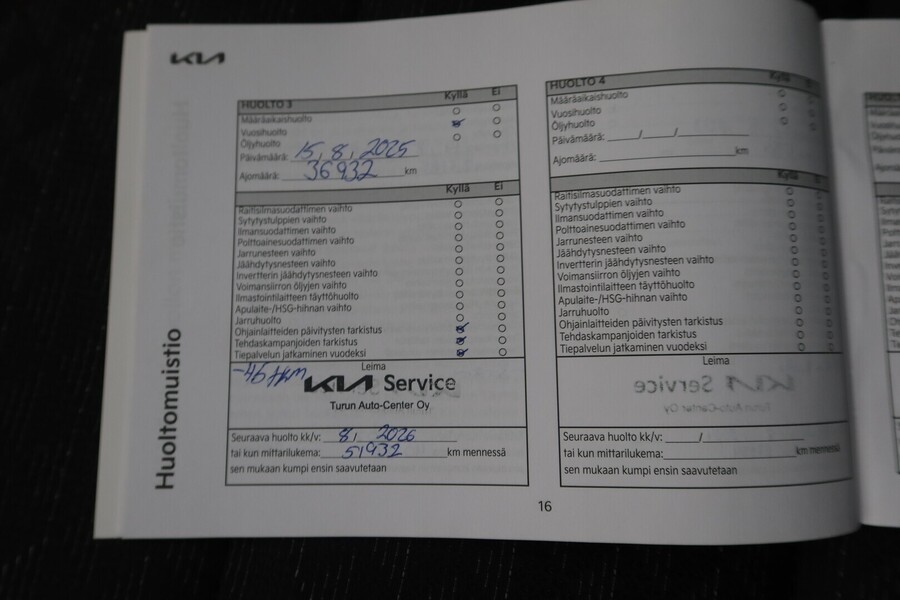 KIA
Huoltomuistio
HUOLTO 3 Kyllä Ei
Määräaikaishuolto
Vuosihuolto
Öljyhuolto
Päivämäärä: 15, 8, 2025
Ajomäärä: 36932 km
Kyllä Ei
Raitisilmasuodattimen vaihto
Sytytystulppien vaihto
Ilmansuodattimen vaihto
Polttoainesuodattimen vaihto
Jarrunesteen vaihto
Jäähdytysnesteen vaihto
Invertterin jäähdytysnesteen vaihto
Voimansiirron öljyjen vaihto
Ilmastointilaitteen täyttöhuolto
Apulaite-/HSG-hihnan vaihto
Jarruhuolto
Ohjainlaitteiden päivitysten tarkistus
Tehdaskampanjoiden tarkistus
Tiepalvelun jatkaminen vuodeksi
Leima
KIA Service
Turun Auto-Center Oy
Seuraava huolto kk/v: 8, 2026
tai kun mittarilukema: 51932 km mennessä
sen mukaan kumpi ensin saavutetaan
HUOLTO 4 Kyllä
Määräaikaishuolto
Vuosihuolto
Öljyhuolto
Päivämäärä: / /
Ajomäärä: km
Kyllä
Raitisilmasuodattimen vaihto
Sytytystulppien vaihto
Ilmansuodattimen vaihto
Polttoainesuodattimen vaihto
Jarrunesteen vaihto
Jäähdytysnesteen vaihto
Invertterin jäähdytysnesteen vaihto
Voimansiirron öljyjen vaihto
Ilmastointilaitteen täyttöhuolto
Apulaite-/HSG-hihnan vaihto
Jarruhuolto
Ohjainlaitteiden päivitysten tarkistus
Tehdaskampanjoiden tarkistus
Tiepalvelun jatkaminen vuodeksi
Leima
Seuraava huolto kk/v: /
tai kun mittarilukema: km mennessä
sen mukaan kumpi ensin saavutetaan
16